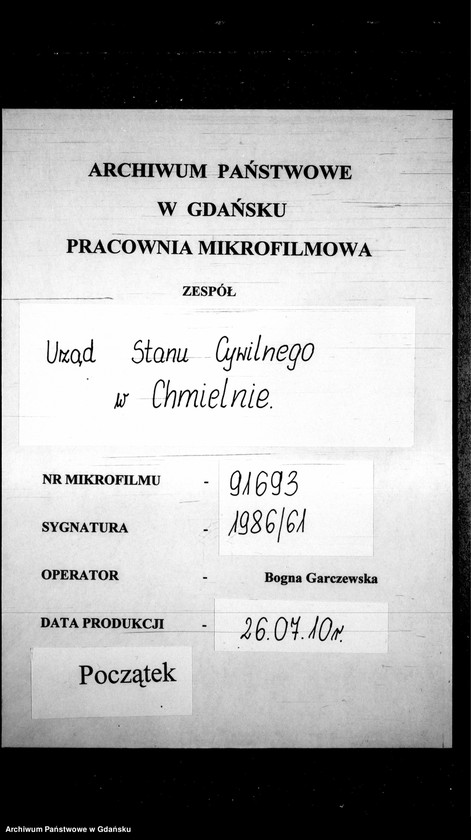 ARCHIWUM PAŃSTWOWE
W GDAŃSKU
PRACOWNIA MIKROFILMOWA
ZESPÓŁ
Urząd Stanu Cywilnego
w Chmielnie.
NR MIKROFILMU - 91693
SYGNATURA - 1986/61
OPERATOR - Bogna Garczewska
DATA PRODUKCJI - 26.07.10r.
Początek
Archiwum Państwowe w Gdańsku